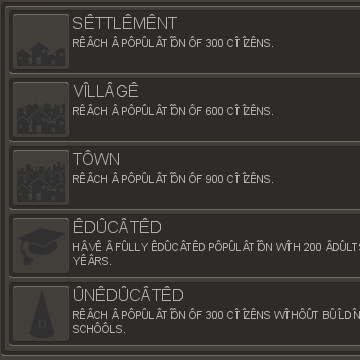 SÊTTLÊMÊNT
RÊÂCH Â PÔPÛLÂTÎÔN ÔF 300 CÎTÎZÊNS.
VÎLLÂGÊ
RÊÂCH Â PÔPÛLÂTÎÔN ÔF 600 CÎTÎZÊNS.
TÔWN
RÊÂCH Â PÔPÛLÂTÎÔN ÔF 900 CÎTÎZÊNS.
ÊDÛCÂTÊD
HÂVÊ Â FÛLLY ÊDÛCÂTÊD PÔPÛLÂTÎÔN WÎTH 200 ÂDÛLTS
YÊÂRS.
ÛNÊDÛCÂTÊD
RÊÂCH Â PÔPÛLÂTÎÔN ÔF 300 CÎTÎZÊNS WÎTHÔÛT BÛÎLDÎN
SCHÔÔLS.